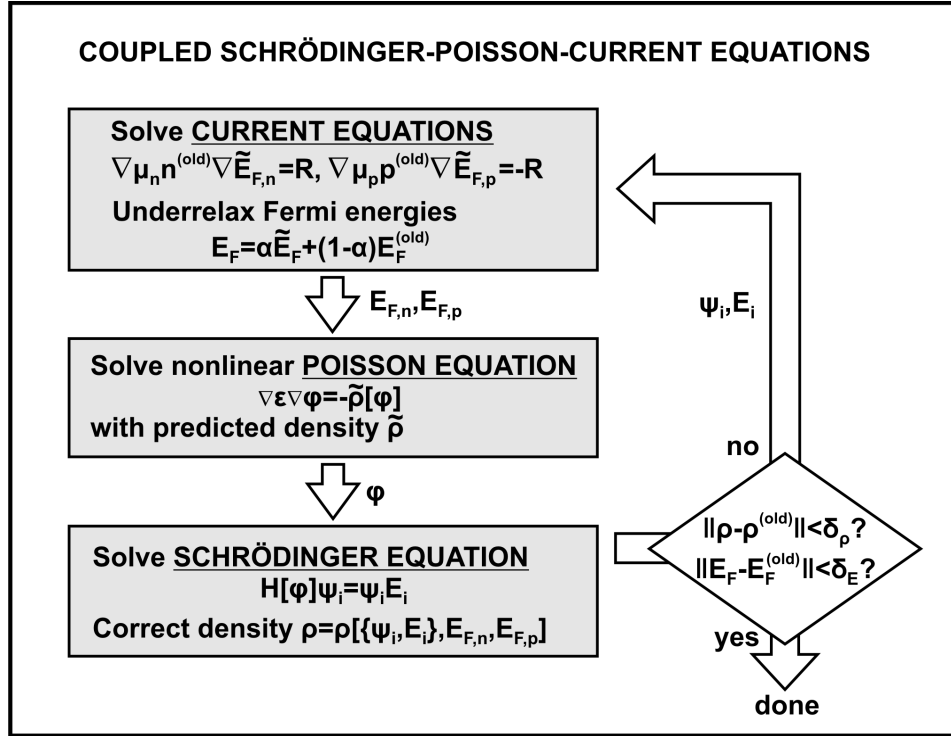 COUPLED SCHRÖDINGER-POISSON-CURRENT EQUATIONS
Solve CURRENT EQUATIONS
∇μₙn⁽ᵒˡᵈ⁾∇Ẽ_F,n=R, ∇μₚp⁽ᵒˡᵈ⁾∇Ẽ_F,p=-R
Underrelax Fermi energies
E_F=αẼ_F+(1-α)E_F⁽ᵒˡᵈ⁾
E_F,n,E_F,p
Solve nonlinear POISSON EQUATION
∇ε∇φ=-ρ̃[φ]
with predicted density ρ̃
φ
Solve SCHRÖDINGER EQUATION
H[φ]ψᵢ=ψᵢEᵢ
Correct density ρ=ρ[{ψᵢ,Eᵢ},E_F,n,E_F,p]
ψᵢ,Eᵢ
no
||ρ-ρ⁽ᵒˡᵈ⁾||<δ_ρ?
||E_F-E_F⁽ᵒˡᵈ⁾||<δ_E?
yes
done